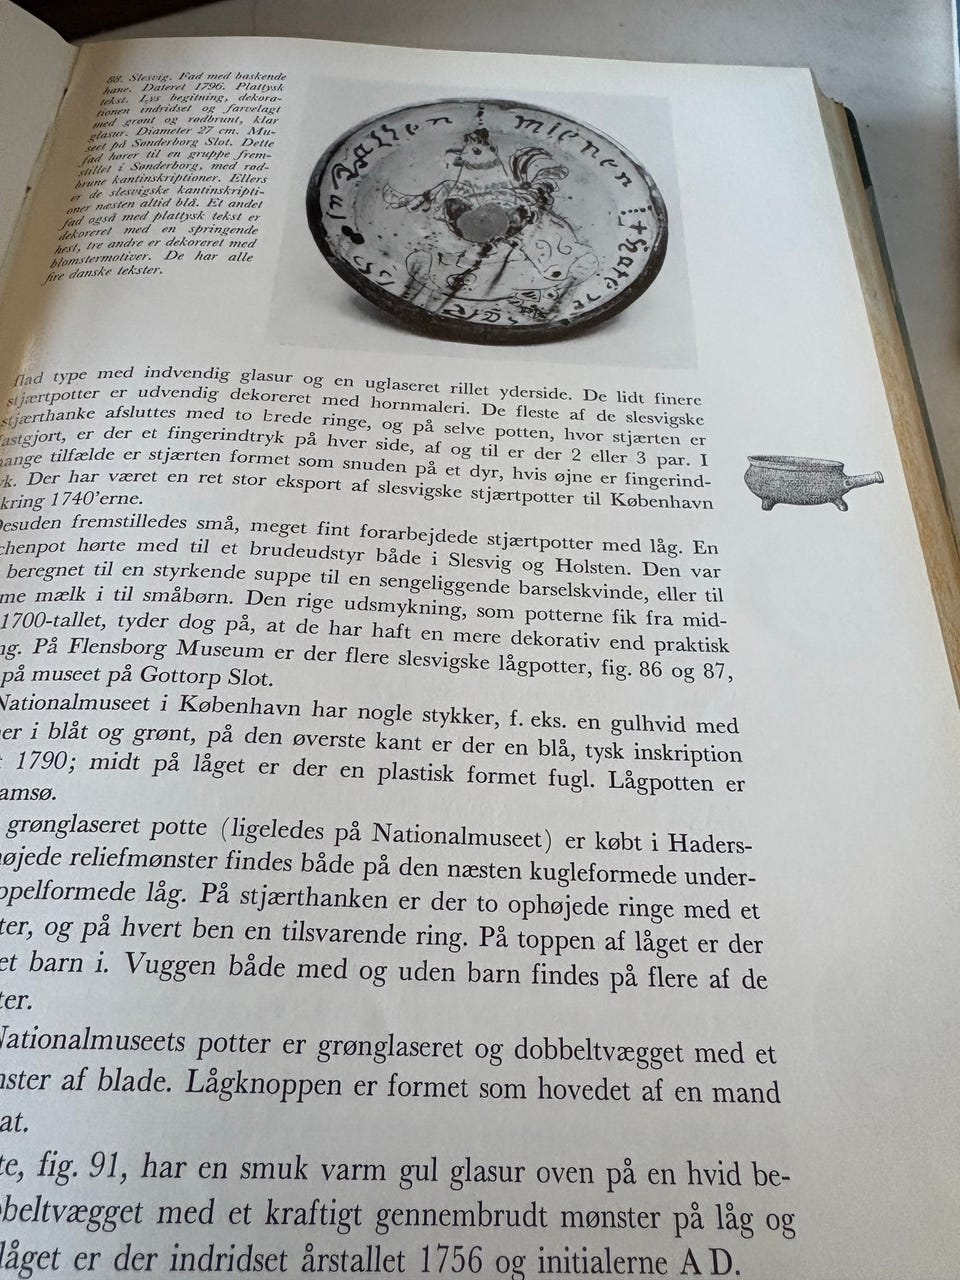 88. Slesvig. Fad med baskende
hane. Dateret 1796. Plattysk
tekst. Lys begitning, dekora-
tionen indridset og farvelagt
med grønt og rødbrunt, klar
glasur. Diameter 27 cm. Mu-
seet på Sønderborg Slot. Dette
fad hører til en gruppe frem-
stillet i Sønderborg, med rød-
brune kantinskriptioner. Ellers
er de slesvigske kantinskripti-
oner næsten altid blå. Et andet
fad også med plattysk tekst er
dekoreret med en springende
hest, tre andre er dekoreret med
blomstermotiver. De har alle
fire danske tekster.
mienen
flad type med indvendig glasur og en uglaseret rillet yderside. De lidt finere
stjærtpotter er udvendig dekoreret med hornmaleri. De fleste af de slesvigske
stjærthanke afsluttes med to brede ringe, og på selve potten, hvor stjærten er
astgjort, er der et fingerindtryk på hver side, af og til er der 2 eller 3 par. I
ange tilfælde er stjærten formet som snuden på et dyr, hvis øjne er fingerind-
yk. Der har været en ret stor eksport af slesvigske stjærtpotter til København
kring 1740'erne.
Desuden fremstilledes små, meget fint forarbejdede stjærtpotter med låg. En
chenpot hørte med til et brudeudstyr både i Slesvig og Holsten. Den var
beregnet til en styrkende suppe til en sengeliggende barselskvinde, eller til
me mælk i til småbørn. Den rige udsmykning, som potterne fik fra mid-
1700-tallet, tyder dog på, at de har haft en mere dekorativ end praktisk
ng. På Flensborg Museum er der flere slesvigske lågpotter, fig. 86 og 87,
på museet på Gottorp Slot.
Nationalmuseet i København har nogle stykker, f. eks. en gulhvid med
er i blåt og grønt, på den øverste kant er der en blå, tysk inskription
t 1790; midt på låget er der en plastisk formet fugl. Lågpotten er
amsø.
grønglaseret potte (ligeledes på Nationalmuseet) er købt i Haders-
øjede reliefmønster findes både på den næsten kugleformede under-
ppelformede låg. På stjærthanken er der to ophøjede ringe med et
ter, og på hvert ben en tilsvarende ring. På toppen af låget er der
et barn i. Vuggen både med og uden barn findes på flere af de
ter.
Nationalmuseets potter er grønglaseret og dobbeltvægget med et
nster af blade. Lågknoppen er formet som hovedet af en mand
at.
te, fig. 91, har en smuk varm gul glasur oven på en hvid be-
bbeltvægget med et kraftigt gennembrudt mønster på låg og
låget er der indridset årstallet 1756 og initialerne A D.